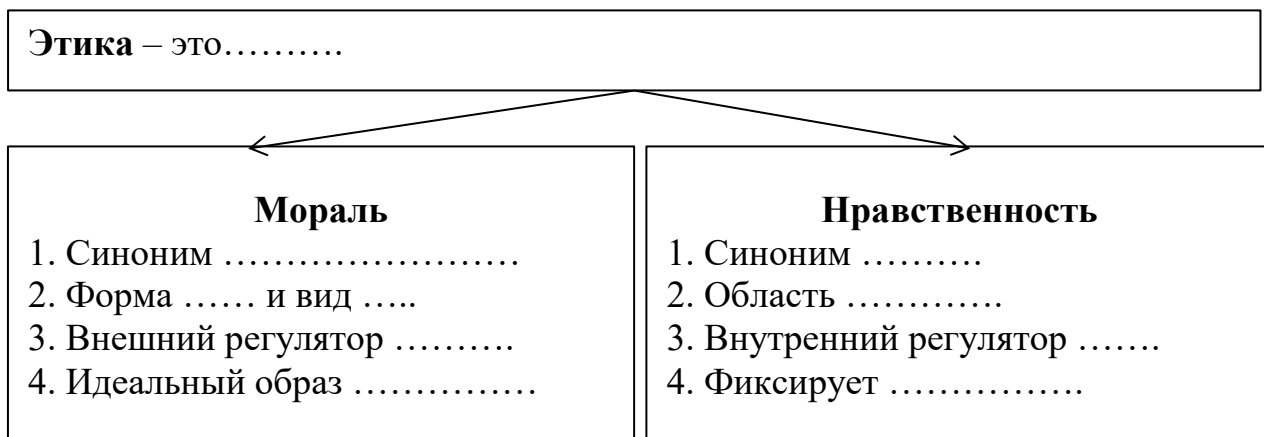 Этика – это……….
Мораль
1. Синоним ……………………
2. Форма …… и вид …..
3. Внешний регулятор ……….
4. Идеальный образ ……………
Нравственность
1. Синоним ……….
2. Область ………….
3. Внутренний регулятор …….
4. Фиксирует …………….